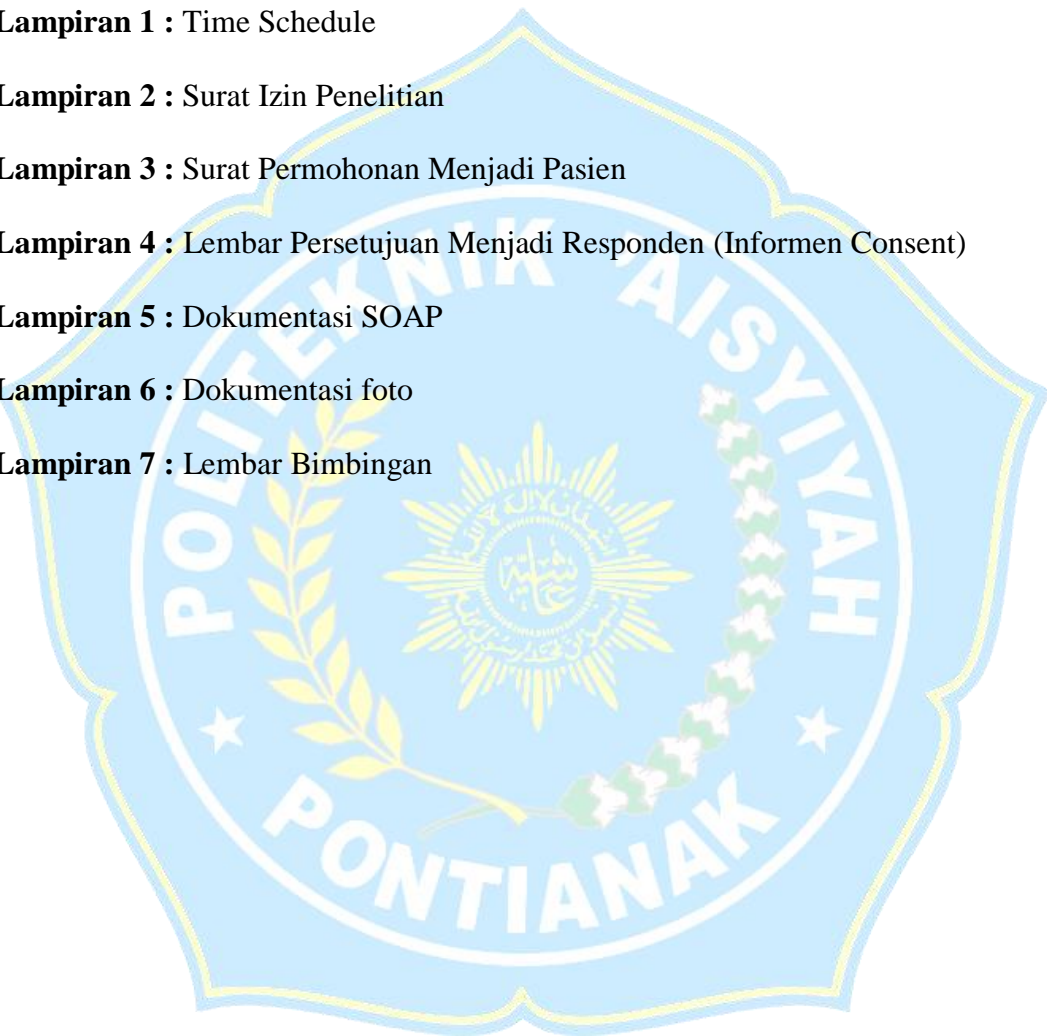 Lampiran 1 : Time Schedule
Lampiran 2 : Surat Izin Penelitian
Lampiran 3 : Surat Permohonan Menjadi Pasien
Lampiran 4 : Lembar Persetujuan Menjadi Responden (Informen Consent)
Lampiran 5 : Dokumentasi SOAP
Lampiran 6 : Dokumentasi foto
Lampiran 7 : Lembar Bimbingan
POLITEKNIK 'AISYIYAH
PONTIANAK